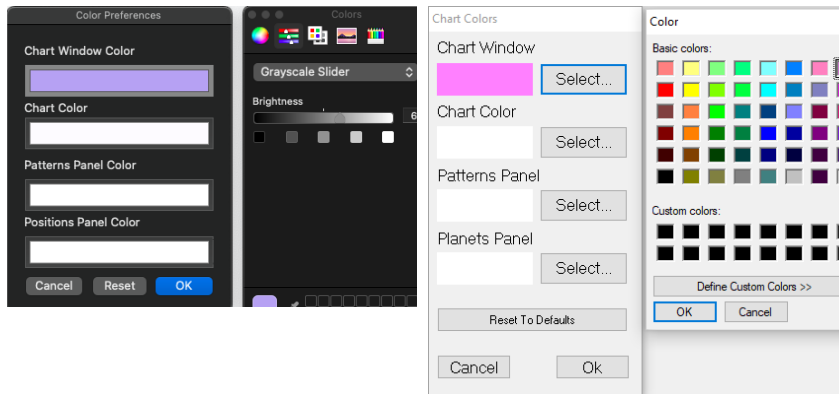 Color Preferences
Chart Window Color
Chart Color
Patterns Panel Color
Positions Panel Color
Cancel
Reset
OK
Colors
Grayscale Slider
Brightness
6
Chart Colors
Chart Window
Select...
Chart Color
Select...
Patterns Panel
Select...
Planets Panel
Select...
Reset To Defaults
Cancel
Ok
Color
Basic colors:
Custom colors:
Define Custom Colors >>
OK
Cancel